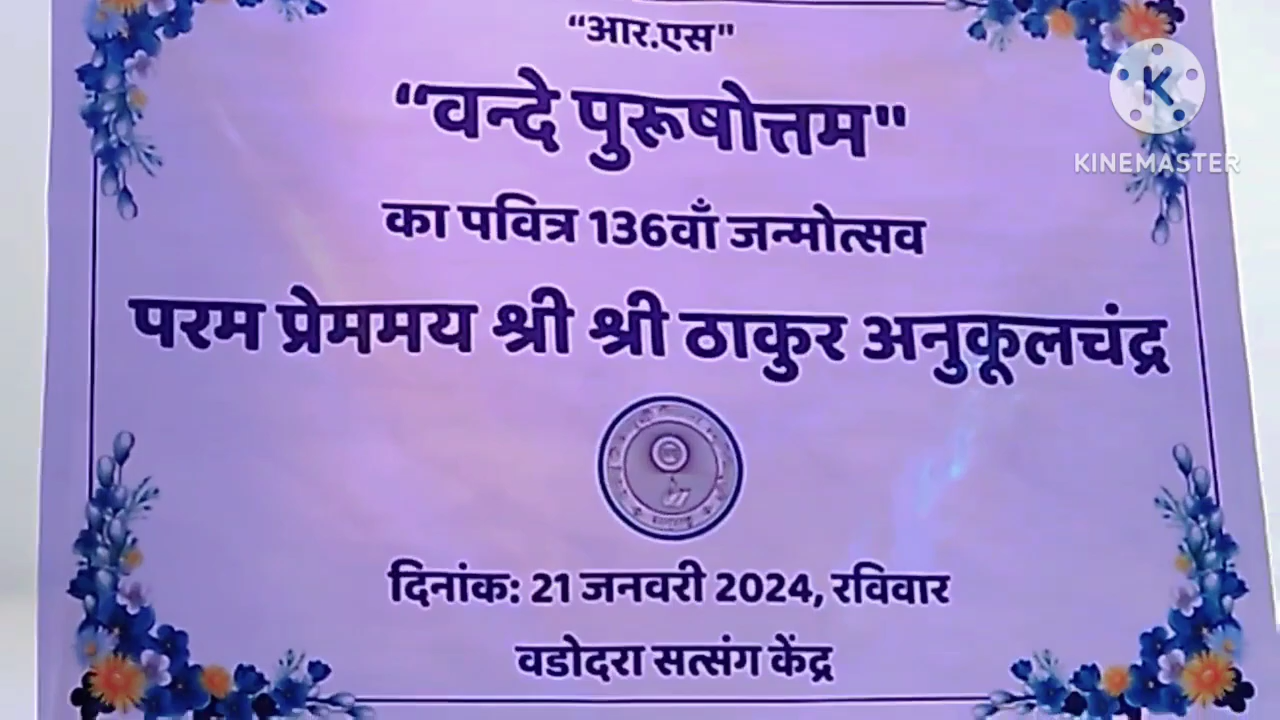 “आर.एस"
“वन्दे पुरूषोत्तम"
का पवित्र 136वाँ जन्मोत्सव
परम प्रेममय श्री श्री ठाकुर अनुकूलचंद्र
दिनांक: 21 जनवरी 2024, रविवार
वडोदरा सत्संग केंद्र
K
KINEMASTER